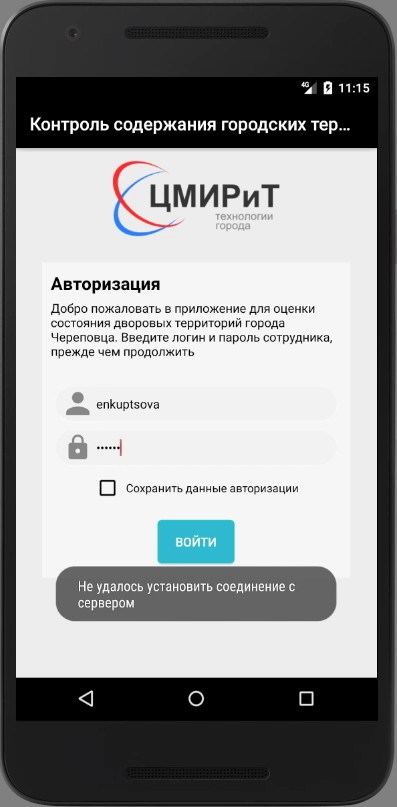 4G 11:15
Контроль содержания городских тер...
ЦМИРиТ
технологии
города
Авторизация
Добро пожаловать в приложение для оценки
состояния дворовых территорий города
Череповца. Введите логин и пароль сотрудника,
прежде чем продолжить
enkuptsova
••••••
Сохранить данные авторизации
ВОЙТИ
Не удалось установить соединение с
сервером